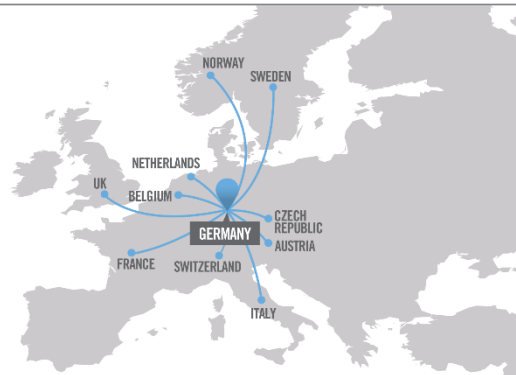 NORWAY
SWEDEN
NETHERLANDS
UK
BELGIUM
CZECH
REPUBLIC
GERMANY
AUSTRIA
FRANCE
SWITZERLAND
ITALY